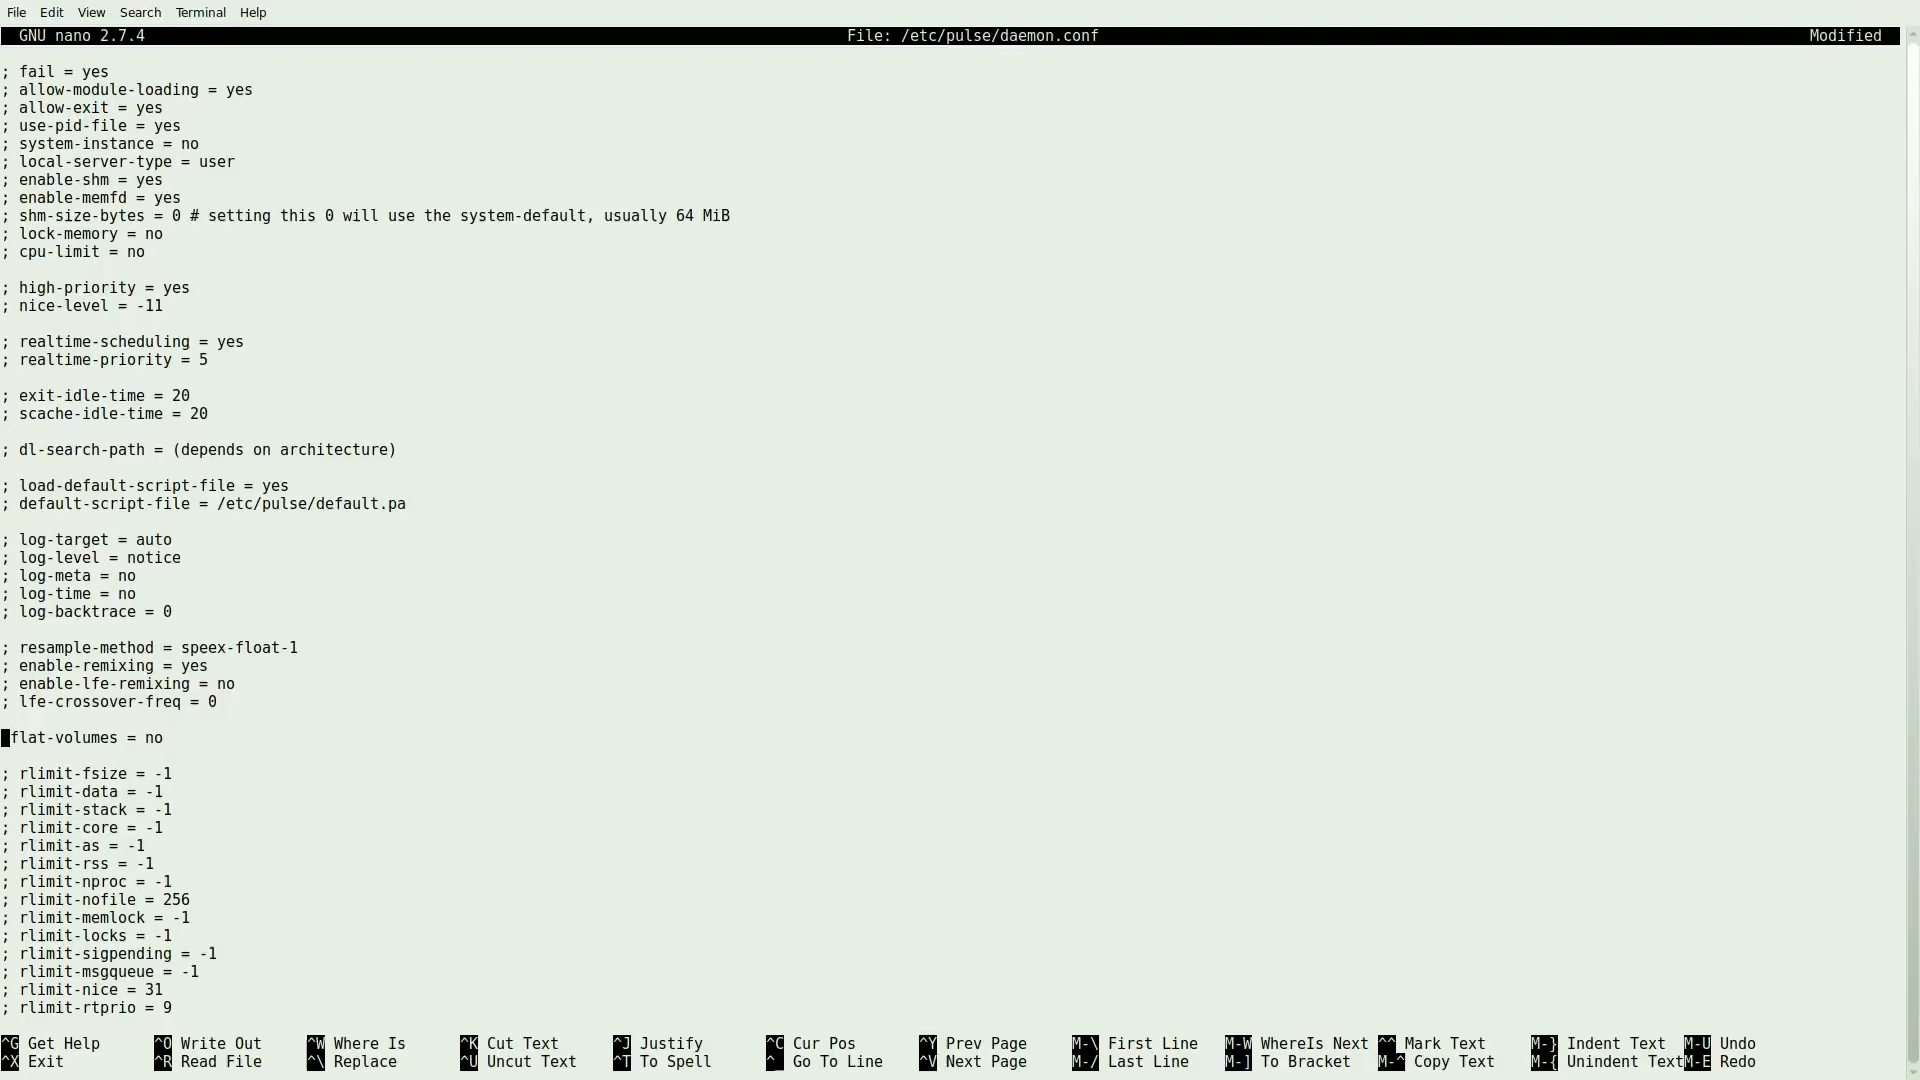 File Edit View Search Terminal Help
GNU nano 2.7.4 File: /etc/pulse/daemon.conf Modified
; fail = yes
; allow-module-loading = yes
; allow-exit = yes
; use-pid-file = yes
; system-instance = no
; local-server-type = user
; enable-shm = yes
; enable-memfd = yes
; shm-size-bytes = 0 # setting this 0 will use the system-default, usually 64 MiB
; lock-memory = no
; cpu-limit = no
; high-priority = yes
; nice-level = -11
; realtime-scheduling = yes
; realtime-priority = 5
; exit-idle-time = 20
; scache-idle-time = 20
; dl-search-path = (depends on architecture)
; load-default-script-file = yes
; default-script-file = /etc/pulse/default.pa
; log-target = auto
; log-level = notice
; log-meta = no
; log-time = no
; log-backtrace = 0
; resample-method = speex-float-1
; enable-remixing = yes
; enable-lfe-remixing = no
; lfe-crossover-freq = 0
flat-volumes = no
; rlimit-fsize = -1
; rlimit-data = -1
; rlimit-stack = -1
; rlimit-core = -1
; rlimit-as = -1
; rlimit-rss = -1
; rlimit-nproc = -1
; rlimit-nofile = 256
; rlimit-memlock = -1
; rlimit-locks = -1
; rlimit-sigpending = -1
; rlimit-msgqueue = -1
; rlimit-nice = 31
; rlimit-rtprio = 9
^G Get Help ^O Write Out ^W Where Is ^K Cut Text ^J Justify ^C Cur Pos ^Y Prev Page M-\ First Line M-W WhereIs Next ^^ Mark Text M-} Indent Text M-U Undo
^X Exit ^R Read File ^\ Replace ^U Uncut Text ^T To Spell ^_ Go To Line ^V Next Page M-/ Last Line M-] To Bracket M-^ Copy Text M-{ Unindent Text M-E Redo